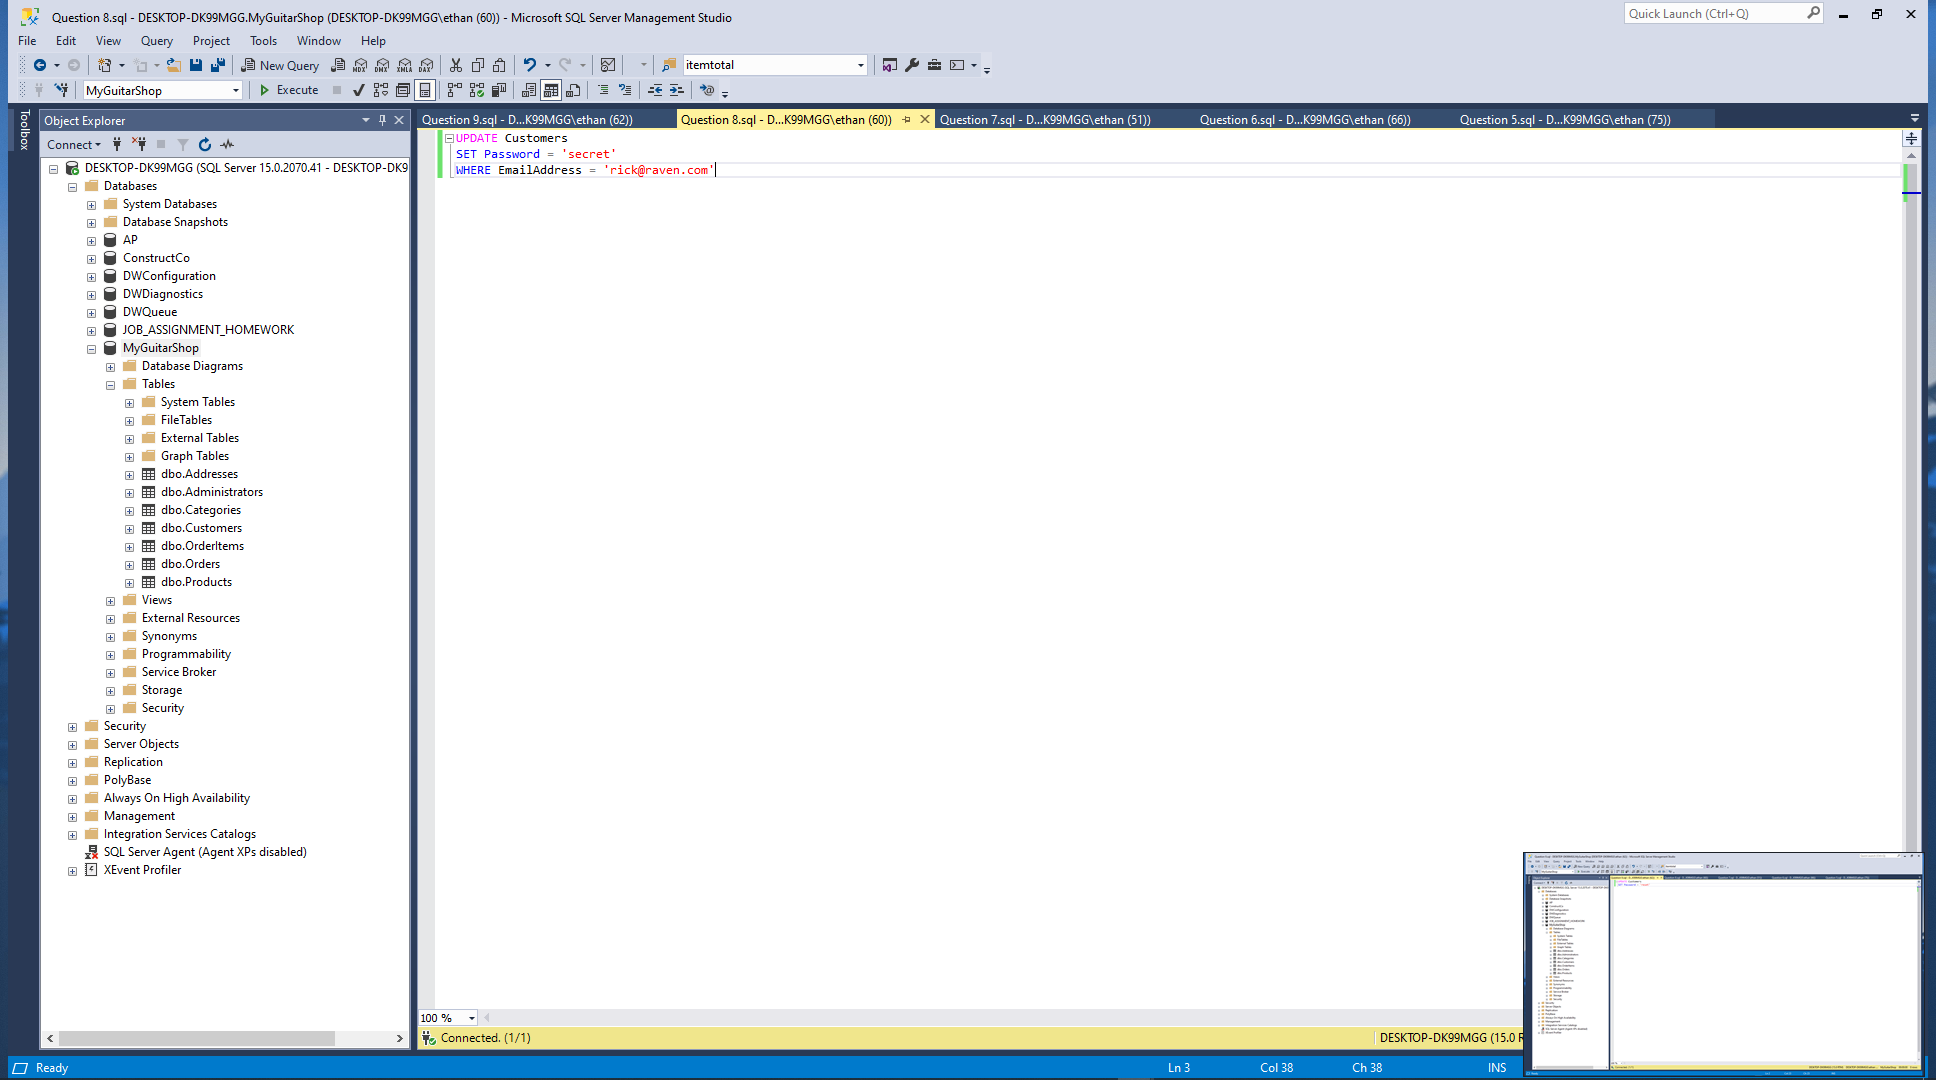 Question 8.sql - DESKTOP-DK99MGG.MyGuitarShop (DESKTOP-DK99MGG\ethan (60)) - Microsoft SQL Server Management Studio
Quick Launch (Ctrl+Q)
File Edit View Query Project Tools Window Help
New Query MDX DMX XMLA DAX itemtotal
MyGuitarShop Execute
Toolbox
Object Explorer
Connect
DESKTOP-DK99MGG (SQL Server 15.0.2070.41 - DESKTOP-DK9
Databases
System Databases
Database Snapshots
AP
ConstructCo
DWConfiguration
DWDiagnostics
DWQueue
JOB_ASSIGNMENT_HOMEWORK
MyGuitarShop
Database Diagrams
Tables
System Tables
FileTables
External Tables
Graph Tables
dbo.Addresses
dbo.Administrators
dbo.Categories
dbo.Customers
dbo.OrderItems
dbo.Orders
dbo.Products
Views
External Resources
Synonyms
Programmability
Service Broker
Storage
Security
Security
Server Objects
Replication
PolyBase
Always On High Availability
Management
Integration Services Catalogs
SQL Server Agent (Agent XPs disabled)
XEvent Profiler
Question 9.sql - D...K99MGG\ethan (62)) Question 8.sql - D...K99MGG\ethan (60)) Question 7.sql - D...K99MGG\ethan (51)) Question 6.sql - D...K99MGG\ethan (66)) Question 5.sql - D...K99MGG\ethan (75))
UPDATE Customers
SET Password = 'secret'
WHERE EmailAddress = 'rick@raven.com'
100 %
Connected. (1/1) DESKTOP-DK99MGG (15.0 R
Ready Ln 3 Col 38 Ch 38 INS